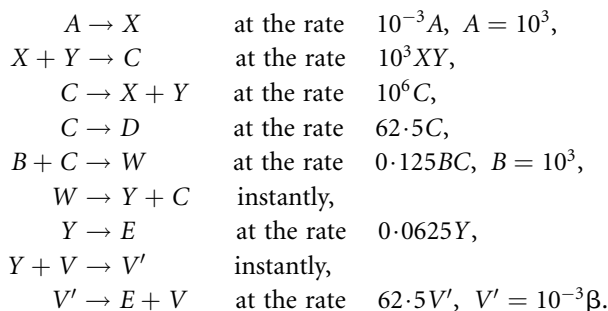 A → X at the rate 10⁻³A, A = 10³,
X + Y → C at the rate 10³XY,
C → X + Y at the rate 10⁶C,
C → D at the rate 62·5C,
B + C → W at the rate 0·125BC, B = 10³,
W → Y + C instantly,
Y → E at the rate 0·0625Y,
Y + V → V′ instantly,
V′ → E + V at the rate 62·5V′, V′ = 10⁻³β.